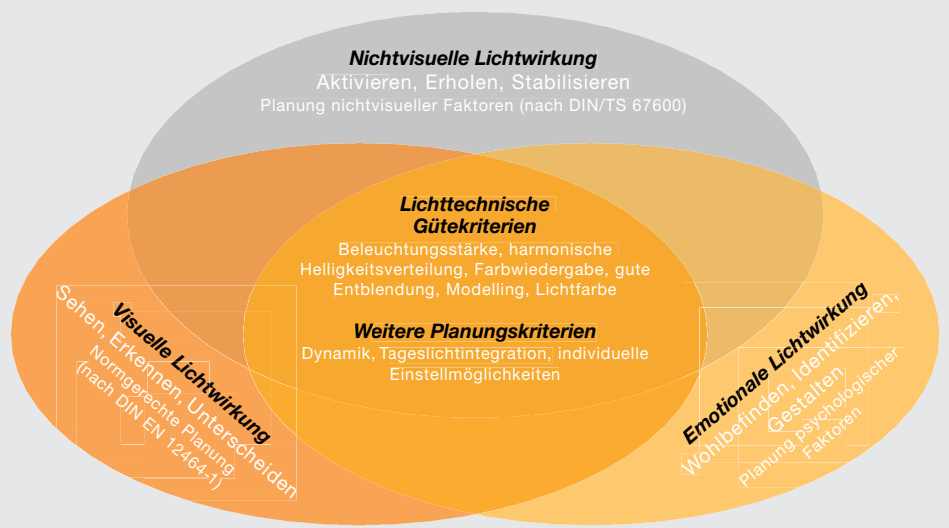 Nichtvisuelle Lichtwirkung
Aktivieren, Erholen, Stabilisieren
Planung nichtvisueller Faktoren (nach DIN/TS 67600)
Lichttechnische
Gütekriterien
Beleuchtungsstärke, harmonische
Helligkeitsverteilung, Farbwiedergabe, gute
Entblendung, Modelling, Lichtfarbe
Weitere Planungskriterien
Dynamik, Tageslichtintegration, individuelle
Einstellmöglichkeiten
Visuelle Lichtwirkung
Sehen, Erkennen, Unterscheiden
Normgerechte Planung
(nach DIN EN 12464-1)
Emotionale Lichtwirkung
Wohlbefinden, Identifizieren,
Gestalten
Planung psychologischer
Faktoren